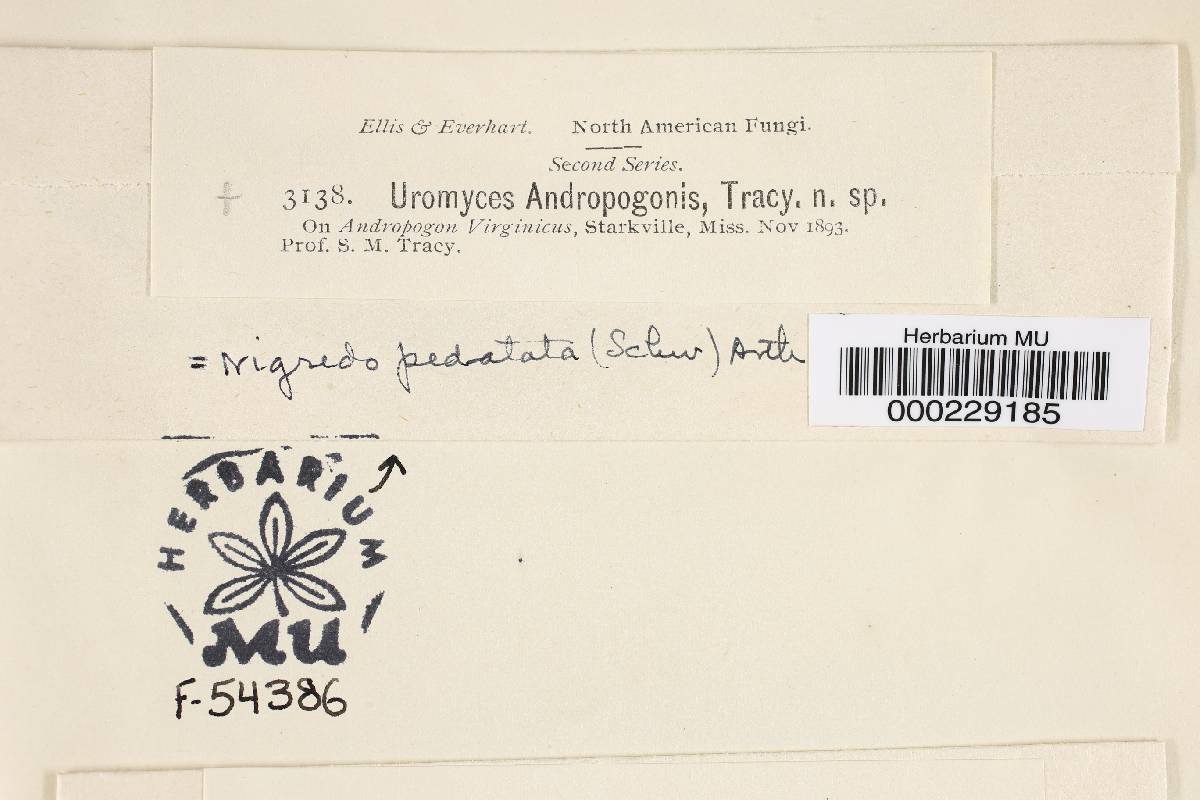 Ellis & Everhart. North American Fungi.
Second Series.
3138. Uromyces Andropogonis, Tracy. n. sp.
On Andropogon Virginicus, Starkville, Miss. Nov 1893.
Prof. S. M. Tracy.
= Nigredo pedatata (Schw) Arth
Herbarium MU
000229185
HERBARIUM
MU
F-54386